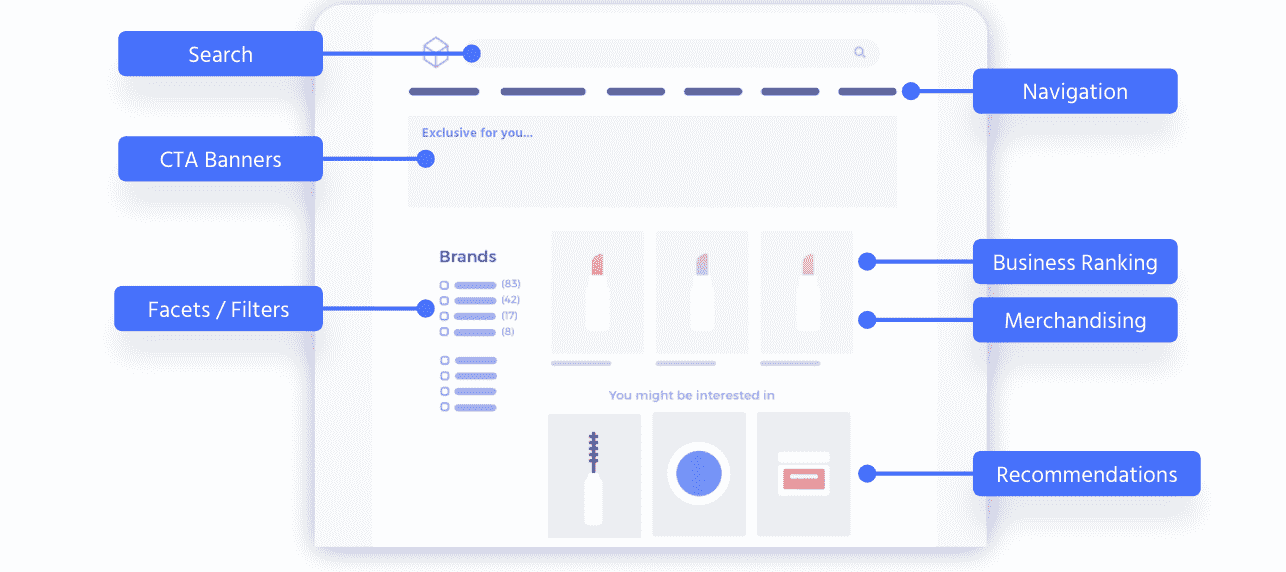 Search
Navigation
Exclusive for you...
CTA Banners
Brands
(83)
(42)
(17)
(8)
Facets / Filters
Business Ranking
Merchandising
You might be interested in
Recommendations